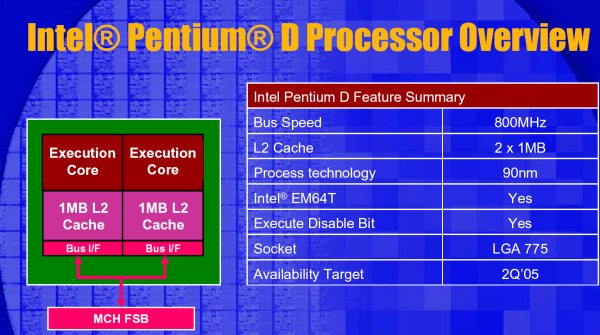 Intel® Pentium® D Processor Overview
Intel Pentium D Feature Summary
Bus Speed 800MHz
L2 Cache 2 x 1MB
Process technology 90nm
Intel® EM64T Yes
Execute Disable Bit Yes
Socket LGA 775
Availability Target 2Q'05
Execution Execution
Core Core
1MB L2 1MB L2
Cache Cache
Bus I/F Bus I/F
MCH FSB